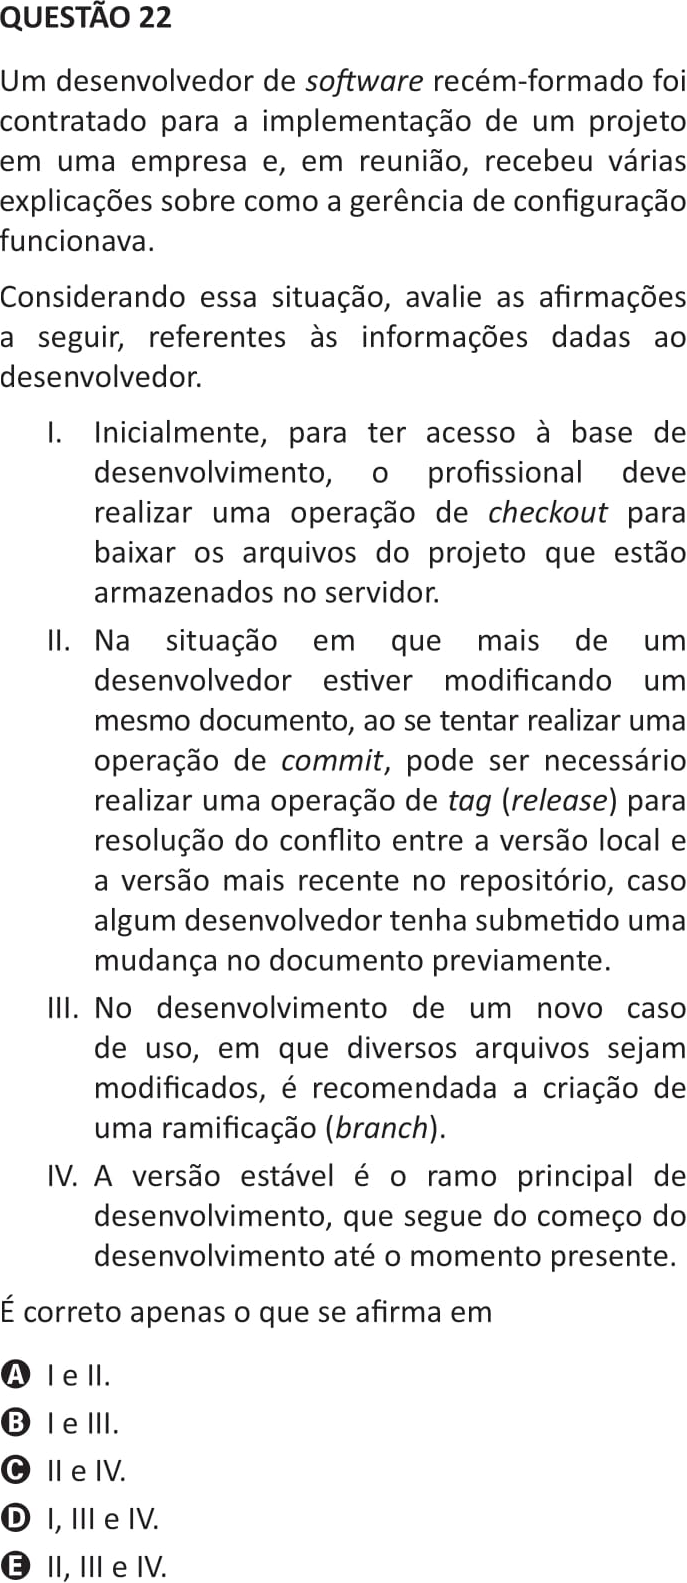 QUESTÃO 22
Um desenvolvedor de software recém-formado foi
contratado para a implementação de um projeto
em uma empresa e, em reunião, recebeu várias
explicações sobre como a gerência de configuração
funcionava.
Considerando essa situação, avalie as afirmações
a seguir, referentes às informações dadas ao
desenvolvedor.
I. Inicialmente, para ter acesso à base de
desenvolvimento, o profissional deve
realizar uma operação de checkout para
baixar os arquivos do projeto que estão
armazenados no servidor.
II. Na situação em que mais de um
desenvolvedor estiver modificando um
mesmo documento, ao se tentar realizar uma
operação de commit, pode ser necessário
realizar uma operação de tag (release) para
resolução do conflito entre a versão local e
a versão mais recente no repositório, caso
algum desenvolvedor tenha submetido uma
mudança no documento previamente.
III. No desenvolvimento de um novo caso
de uso, em que diversos arquivos sejam
modificados, é recomendada a criação de
uma ramificação (branch).
IV. A versão estável é o ramo principal de
desenvolvimento, que segue do começo do
desenvolvimento até o momento presente.
É correto apenas o que se afirma em
A I e II.
B I e III.
C II e IV.
D I, III e IV.
E II, III e IV.